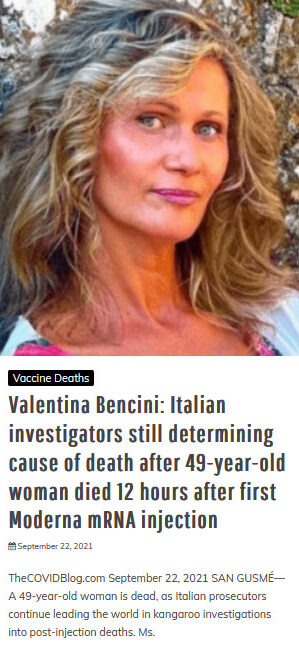 Vaccine Deaths
Valentina Bencini: Italian
investigators still determining
cause of death after 49-year-old
woman died 12 hours after first
Moderna mRNA injection
September 22, 2021
TheCOVIDBlog.com September 22, 2021 SAN GUSMÉ—
A 49-year-old woman is dead, as Italian prosecutors
continue leading the world in kangaroo investigations
into post-injection deaths. Ms.